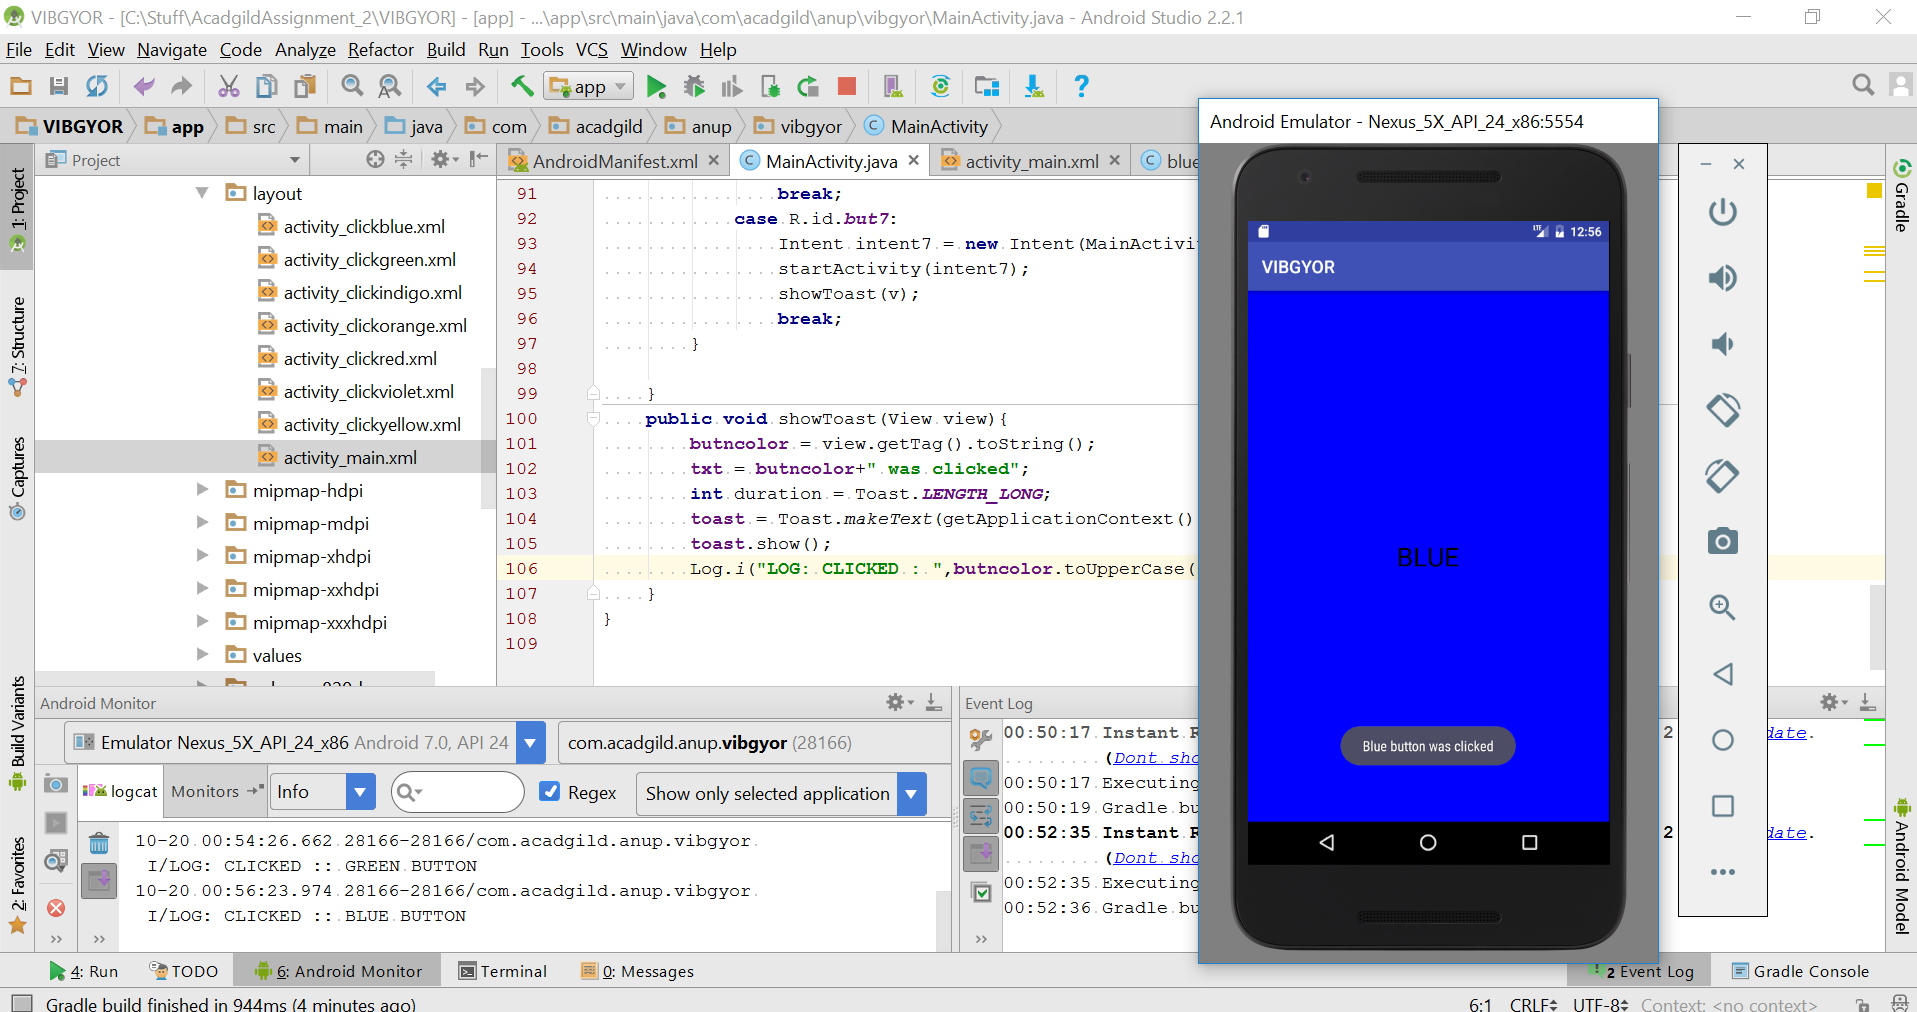 VIBGYOR - [C:\Stuff\AcadgildAssignment_2\VIBGYOR] - [app] - ...\app\src\main\java\com\acadgild\anup\vibgyor\MainActivity.java - Android Studio 2.2.1
File Edit View Navigate Code Analyze Refactor Build Run Tools VCS Window Help
app
VIBGYOR app src main java com acadgild anup vibgyor MainActivity
Project
AndroidManifest.xml MainActivity.java activity_main.xml blue
1: Project
7: Structure
Captures
Build Variants
2: Favorites
layout
activity_clickblue.xml
activity_clickgreen.xml
activity_clickindigo.xml
activity_clickorange.xml
activity_clickred.xml
activity_clickviolet.xml
activity_clickyellow.xml
activity_main.xml
mipmap-hdpi
mipmap-mdpi
mipmap-xhdpi
mipmap-xxhdpi
mipmap-xxxhdpi
values
91 break;
92 case R.id.but7:
93 Intent intent7 = new Intent(MainActivi
94 startActivity(intent7);
95 showToast(v);
96 break;
97 }
98
99 }
100 public void showToast(View view){
101 butncolor = view.getTag().toString();
102 txt = butncolor+" was clicked";
103 int duration = Toast.LENGTH_LONG;
104 toast = Toast.makeText(getApplicationContext()
105 toast.show();
106 Log.i("LOG: CLICKED : ",butncolor.toUpperCase(
107 }
108 }
109
Android Emulator - Nexus_5X_API_24_x86:5554
LTE 12:56
VIBGYOR
BLUE
Blue button was clicked
Gradle
Android Model
Android Monitor
Emulator Nexus_5X_API_24_x86 Android 7.0, API 24
com.acadgild.anup.vibgyor (28166)
logcat Monitors Info Regex Show only selected application
10-20 00:54:26.662 28166-28166/com.acadgild.anup.vibgyor
I/LOG: CLICKED :: GREEN BUTTON
10-20 00:56:23.974 28166-28166/com.acadgild.anup.vibgyor
I/LOG: CLICKED :: BLUE BUTTON
Event Log
00:50:17 Instant R 2 date.
(Dont sho
00:50:17 Executing
00:50:19 Gradle bu
00:52:35 Instant R 2 date.
(Dont sho
00:52:35 Executing
00:52:36 Gradle bu
4: Run TODO 6: Android Monitor Terminal 0: Messages 2 Event Log Gradle Console
Gradle build finished in 944ms (4 minutes ago) 6:1 CRLF UTF-8 Context: <no context>